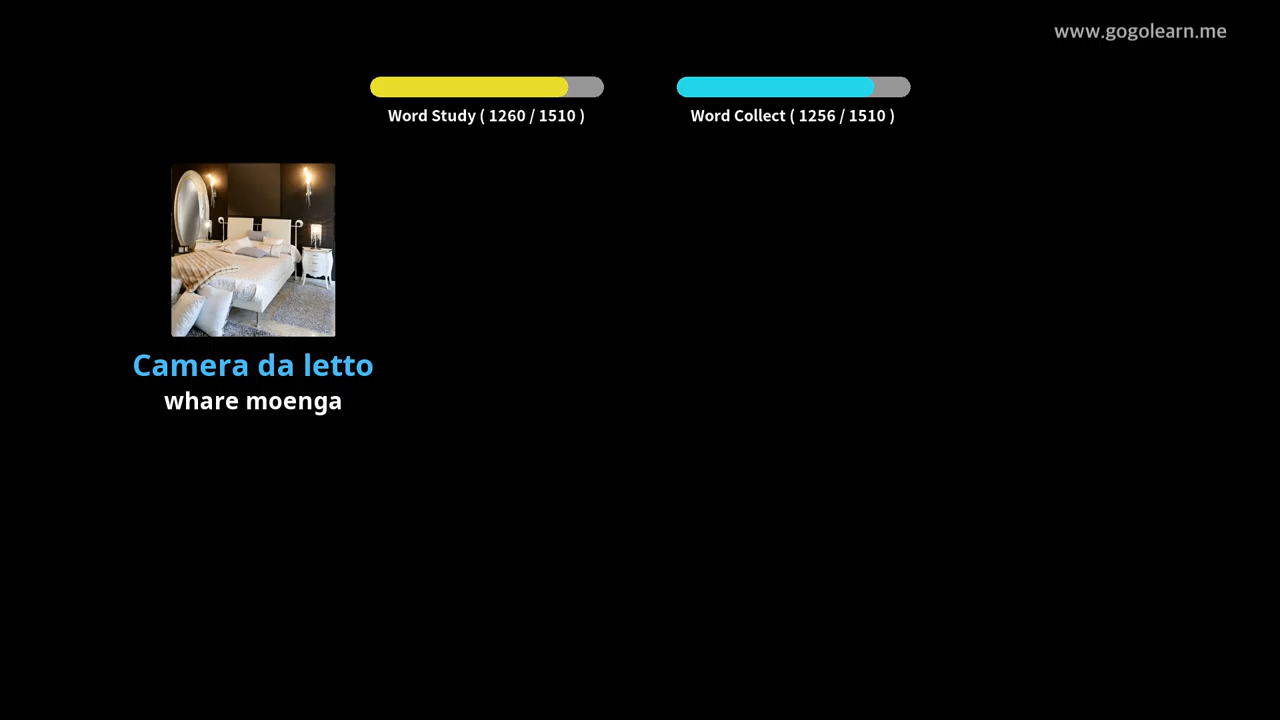 www.gogolearn.me
Word Study ( 1260 / 1510 )
Word Collect ( 1256 / 1510 )
Camera da letto
whare moenga